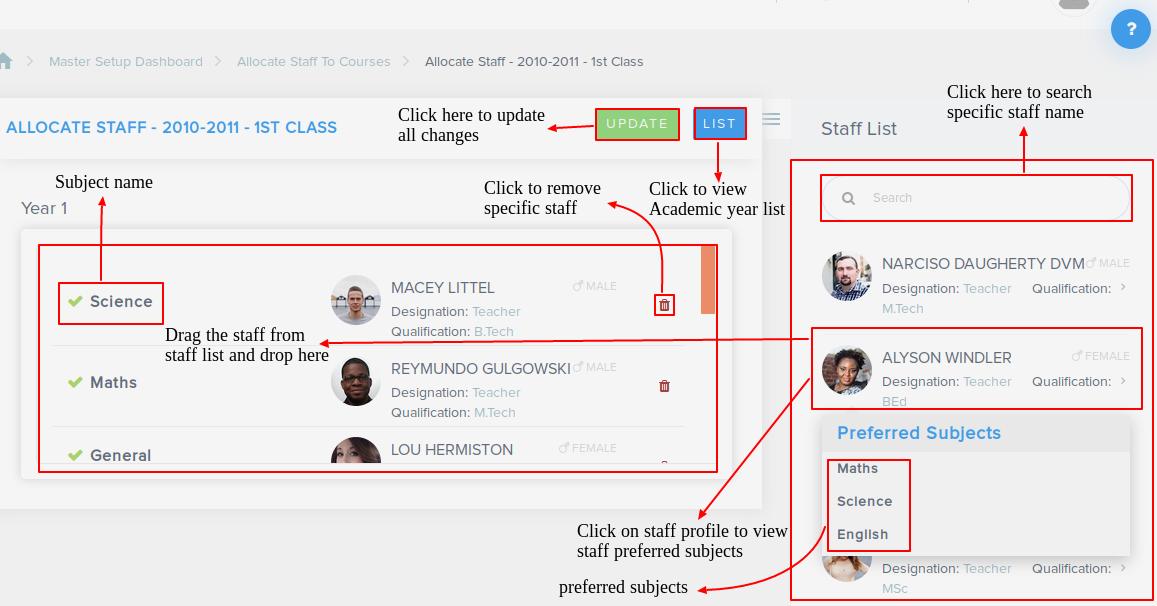 ?
Master Setup Dashboard
Allocate Staff To Courses
Allocate Staff - 2010-2011 - 1st Class
Click here to search
specific staff name
ALLOCATE STAFF - 2010-2011 - 1ST CLASS
Click here to update
all changes
UPDATE
LIST
Staff List
Subject name
Click to remove
specific staff
Click to view
Academic year list
Search
Year 1
Science
MACEY LITTEL
MALE
Designation: Teacher
Qualification: B.Tech
Drag the staff from
staff list and drop here
Maths
REYMUNDO GULGOWSKI
MALE
Designation: Teacher
Qualification: M.Tech
General
LOU HERMISTON
FEMALE
NARCISO DAUGHERTY DVM
MALE
Designation: Teacher
Qualification:
M.Tech
ALYSON WINDLER
FEMALE
Designation: Teacher
Qualification:
BEd
Preferred Subjects
Maths
Science
English
Click on staff profile to view
staff preferred subjects
preferred subjects
Designation: Teacher
Qualification:
MSc